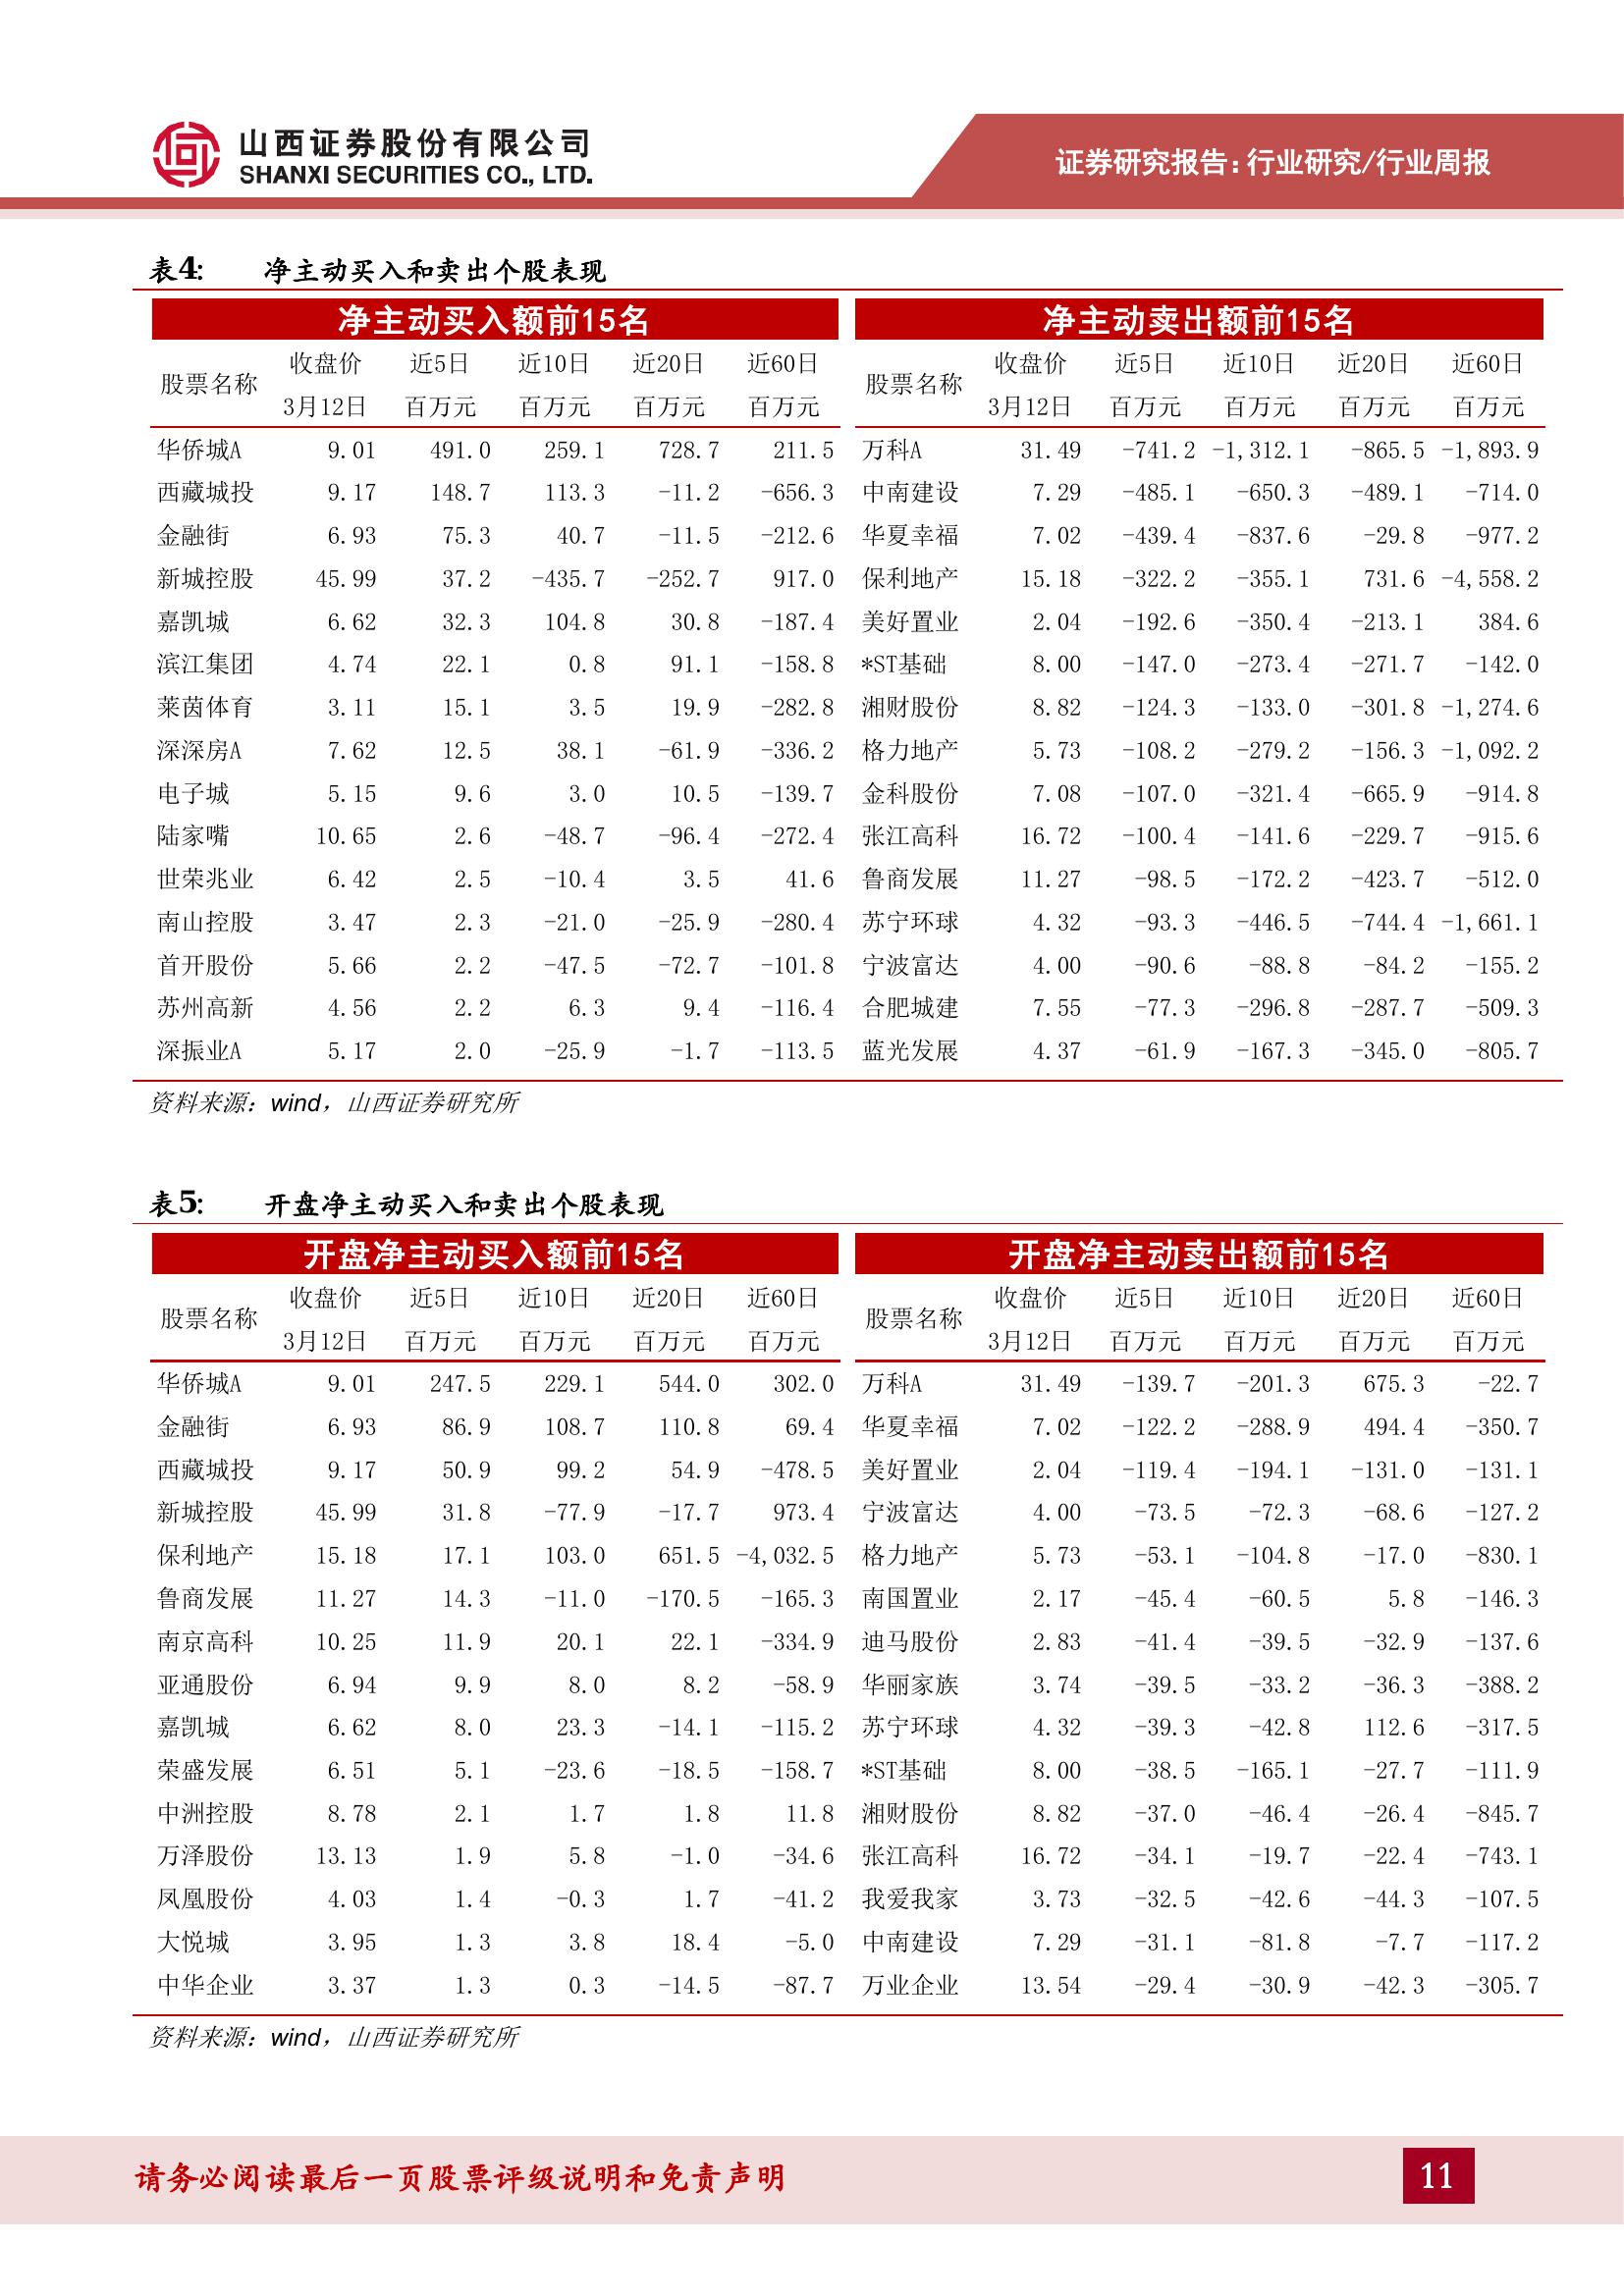 山西证券股份有限公司
SHANXI SECURITIES CO., LTD.
证券研究报告:行业研究/行业周报
表4: 净主动买入和卖出个股表现
净主动买入额前15名 净主动卖出额前15名
收盘价 近5日 近10日 近20日 近60日 收盘价 近5日 近10日 近20日 近60日
股票名称 股票名称
3月12日 百万元 百万元 百万元 百万元 3月12日 百万元 百万元 百万元 百万元
华侨城A 9.01 491.0 259.1 728.7 211.5 万科A 31.49 -741.2 -1,312.1 -865.5 -1,893.9
西藏城投 9.17 148.7 113.3 -11.2 -656.3 中南建设 7.29 -485.1 -650.3 -489.1 -714.0
金融街 6.93 75.3 40.7 -11.5 -212.6 华夏幸福 7.02 -439.4 -837.6 -29.8 -977.2
新城控股 45.99 37.2 -435.7 -252.7 917.0 保利地产 15.18 -322.2 -355.1 731.6 -4,558.2
嘉凯城 6.62 32.3 104.8 30.8 -187.4 美好置业 2.04 -192.6 -350.4 -213.1 384.6
滨江集团 4.74 22.1 0.8 91.1 -158.8 *ST基础 8.00 -147.0 -273.4 -271.7 -142.0
莱茵体育 3.11 15.1 3.5 19.9 -282.8 湘财股份 8.82 -124.3 -133.0 -301.8 -1,274.6
深深房A 7.62 12.5 38.1 -61.9 -336.2 格力地产 5.73 -108.2 -279.2 -156.3 -1,092.2
电子城 5.15 9.6 3.0 10.5 -139.7 金科股份 7.08 -107.0 -321.4 -665.9 -914.8
陆家嘴 10.65 2.6 -48.7 -96.4 -272.4 张江高科 16.72 -100.4 -141.6 -229.7 -915.6
世荣兆业 6.42 2.5 -10.4 3.5 41.6 鲁商发展 11.27 -98.5 -172.2 -423.7 -512.0
南山控股 3.47 2.3 -21.0 -25.9 -280.4 苏宁环球 4.32 -93.3 -446.5 -744.4 -1,661.1
首开股份 5.66 2.2 -47.5 -72.7 -101.8 宁波富达 4.00 -90.6 -88.8 -84.2 -155.2
苏州高新 4.56 2.2 6.3 9.4 -116.4 合肥城建 7.55 -77.3 -296.8 -287.7 -509.3
深振业A 5.17 2.0 -25.9 -1.7 -113.5 蓝光发展 4.37 -61.9 -167.3 -345.0 -805.7
资料来源：wind，山西证券研究所
表5: 开盘净主动买入和卖出个股表现
开盘净主动买入额前15名 开盘净主动卖出额前15名
收盘价 近5日 近10日 近20日 近60日 收盘价 近5日 近10日 近20日 近60日
股票名称 股票名称
3月12日 百万元 百万元 百万元 百万元 3月12日 百万元 百万元 百万元 百万元
华侨城A 9.01 247.5 229.1 544.0 302.0 万科A 31.49 -139.7 -201.3 675.3 -22.7
金融街 6.93 86.9 108.7 110.8 69.4 华夏幸福 7.02 -122.2 -288.9 494.4 -350.7
西藏城投 9.17 50.9 99.2 54.9 -478.5 美好置业 2.04 -119.4 -194.1 -131.0 -131.1
新城控股 45.99 31.8 -77.9 -17.7 973.4 宁波富达 4.00 -73.5 -72.3 -68.6 -127.2
保利地产 15.18 17.1 103.0 651.5 -4,032.5 格力地产 5.73 -53.1 -104.8 -17.0 -830.1
鲁商发展 11.27 14.3 -11.0 -170.5 -165.3 南国置业 2.17 -45.4 -60.5 5.8 -146.3
南京高科 10.25 11.9 20.1 22.1 -334.9 迪马股份 2.83 -41.4 -39.5 -32.9 -137.6
亚通股份 6.94 9.9 8.0 8.2 -58.9 华丽家族 3.74 -39.5 -33.2 -36.3 -388.2
嘉凯城 6.62 8.0 23.3 -14.1 -115.2 苏宁环球 4.32 -39.3 -42.8 112.6 -317.5
荣盛发展 6.51 5.1 -23.6 -18.5 -158.7 *ST基础 8.00 -38.5 -165.1 -27.7 -111.9
中洲控股 8.78 2.1 1.7 1.8 11.8 湘财股份 8.82 -37.0 -46.4 -26.4 -845.7
万泽股份 13.13 1.9 5.8 -1.0 -34.6 张江高科 16.72 -34.1 -19.7 -22.4 -743.1
凤凰股份 4.03 1.4 -0.3 1.7 -41.2 我爱我家 3.73 -32.5 -42.6 -44.3 -107.5
大悦城 3.95 1.3 3.8 18.4 -5.0 中南建设 7.29 -31.1 -81.8 -7.7 -117.2
中华企业 3.37 1.3 0.3 -14.5 -87.7 万业企业 13.54 -29.4 -30.9 -42.3 -305.7
资料来源：wind，山西证券研究所
请务必阅读最后一页股票评级说明和免责声明 11